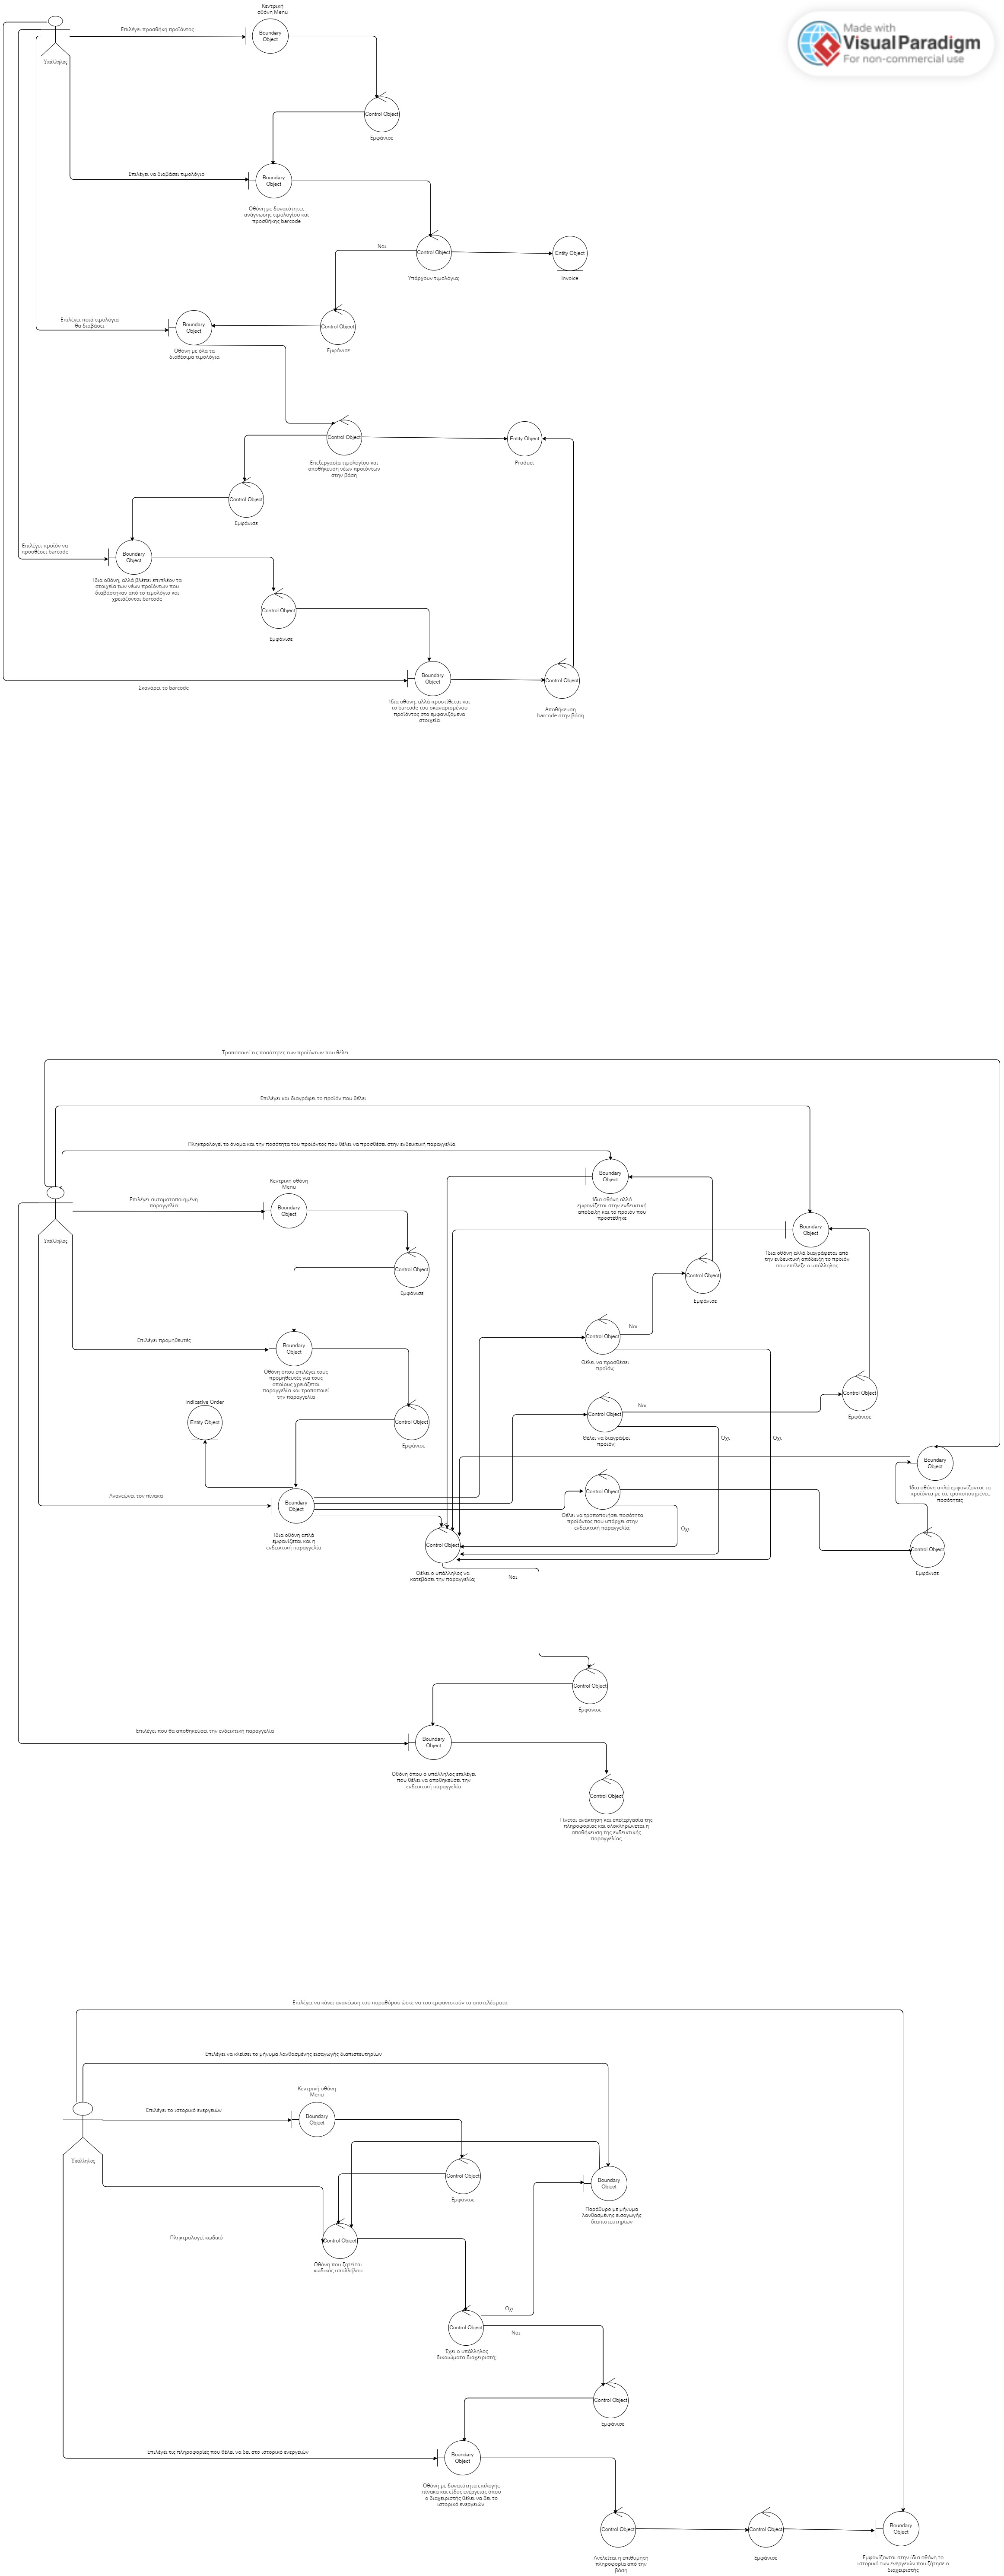 Made with
VisualParadigm
For non-commercial use
Κεντρική
οθόνη Menu
Επιλέγει προσθήκη προϊόντος
Boundary
Object
Υπάλληλος
Control Object
Εμφάνισε
Επιλέγει να διαβάσει τιμολόγιο
Boundary
Object
Οθόνη με δυνατότητες
ανάγνωσης τιμολογίου και
προσθήκης barcode
Ναι
Control Object
Υπάρχουν τιμολόγια;
Entity Object
Invoice
Επιλέγει ποιά τιμολόγια
θα διαβάσει
Boundary
Object
Οθόνη με όλα τα
διαθέσιμα τιμολόγια
Control Object
Εμφάνισε
Control Object
Επεξεργασία τιμολογίου και
αποθήκευση νέων προϊόντων
στην βάση
Entity Object
Product
Control Object
Εμφάνισε
Επιλέγει προϊόν να
προσθέσει barcode
Boundary
Object
Ίδια οθόνη, αλλά βλέπει επιπλέον τα
στοιχεία των νέων προϊόντων που
διαβάστηκαν από το τιμολόγιο και
χρειάζονται barcode
Control Object
Εμφάνισε
Σκανάρει το barcode
Boundary
Object
Ίδια οθόνη, αλλά προστίθεται και
το barcode του σκαναρισμένου
προϊόντος στα εμφανιζόμενα
στοιχεία
Control Object
Αποθήκευση
barcode στην βάση
Τροποποιεί τις ποσότητες των προϊόντων που θέλει
Επιλέγει και διαγράφει το προϊόν που θέλει
Πληκτρολογεί το όνομα και την ποσότητα του προϊόντος που θέλει να προσθέσει στην ενδεικτική παραγγελία
Boundary
Object
Ίδια οθόνη αλλά
εμφανίζεται στην ενδεικτική
απόδειξη και το προϊόν που
προστέθηκε
Κεντρική οθόνη
Menu
Επιλέγει αυτοματοποιημένη
παραγγελία
Boundary
Object
Υπάλληλος
Boundary
Object
Ίδια οθόνη αλλά διαγράφεται από
την ενδεικτική απόδειξη το προϊόν
που επέλεξε ο υπάλληλος
Control Object
Εμφάνισε
Control Object
Εμφάνισε
Επιλέγει προμηθευτές
Boundary
Object
Οθόνη όπου επιλέγει τους
προμηθευτές για τους
οποίους χρειάζεται
παραγγελία και τροποποιεί
την παραγγελία
Ναι
Control Object
Θέλει να προσθέσει
προϊόν;
Control Object
Εμφάνισε
Indicative Order
Entity Object
Control Object
Εμφάνισε
Ναι
Control Object
Θέλει να διαγράψει
προϊόν;
Όχι
Όχι
Boundary
Object
Ίδια οθόνη απλά εμφανίζεται τα
προϊόντα με τις τροποποιημένες
ποσότητες
Ανανεώνει τον πίνακα
Boundary
Object
Ίδια οθόνη απλά
εμφανίζεται και η
ενδεικτική παραγγελία
Control Object
Θέλει να τροποποιήσει ποσότητα
προϊόντος που υπάρχει στην
ενδεικτική παραγγελία;
Όχι
Control Object
Θέλει ο υπάλληλος να
κατεβάσει την παραγγελία;
Ναι
Control Object
Εμφάνισε
Control Object
Εμφάνισε
Επιλέγει που θα αποθηκεύσει την ενδεικτική παραγγελία
Boundary
Object
Οθόνη όπου ο υπάλληλος επιλέγει
που θέλει να αποθηκεύσει την
ενδεικτική παραγγελία
Control Object
Γίνεται ανάκτηση και επεξεργασία της
πληροφορίας και ολοκληρώνεται η
αποθήκευση της ενδεικτικής
παραγγελίας
Επιλέγει να κάνει ανανέωση του παραθύρου ώστε να του εμφανιστούν τα αποτελέσματα
Επιλέγει να κλείσει το μήνυμα λανθασμένης εισαγωγής διαπιστευτηρίων
Κεντρική οθόνη
Menu
Επιλέγει το ιστορικό ενεργειών
Boundary
Object
Υπάλληλος
Control Object
Εμφάνισε
Boundary
Object
Παράθυρο με μήνυμα
λανθασμένης εισαγωγής
διαπιστευτηρίων
Πληκτρολογεί κωδικό
Control Object
Οθόνη που ζητείται
κωδικός υπαλλήλου
Όχι
Ναι
Control Object
Έχει ο υπάλληλος
δικαιώματα διαχειριστή;
Control Object
Εμφάνισε
Επιλέγει τις πληροφορίες που θέλει να δει στο ιστορικό ενεργειών
Boundary
Object
Οθόνη με δυνατότητα επιλογής
πίνακα και είδος ενέργειας όπου
ο διαχειριστής θέλει να δει το
ιστορικό ενεργειών
Control Object
Αντλείται η επιθυμητή
πληροφορία από την
βάση
Control Object
Εμφάνισε
Boundary
Object
Εμφανίζονται στην ίδια οθόνη το
ιστορικό των ενεργειών που ζήτησε ο
διαχειριστής